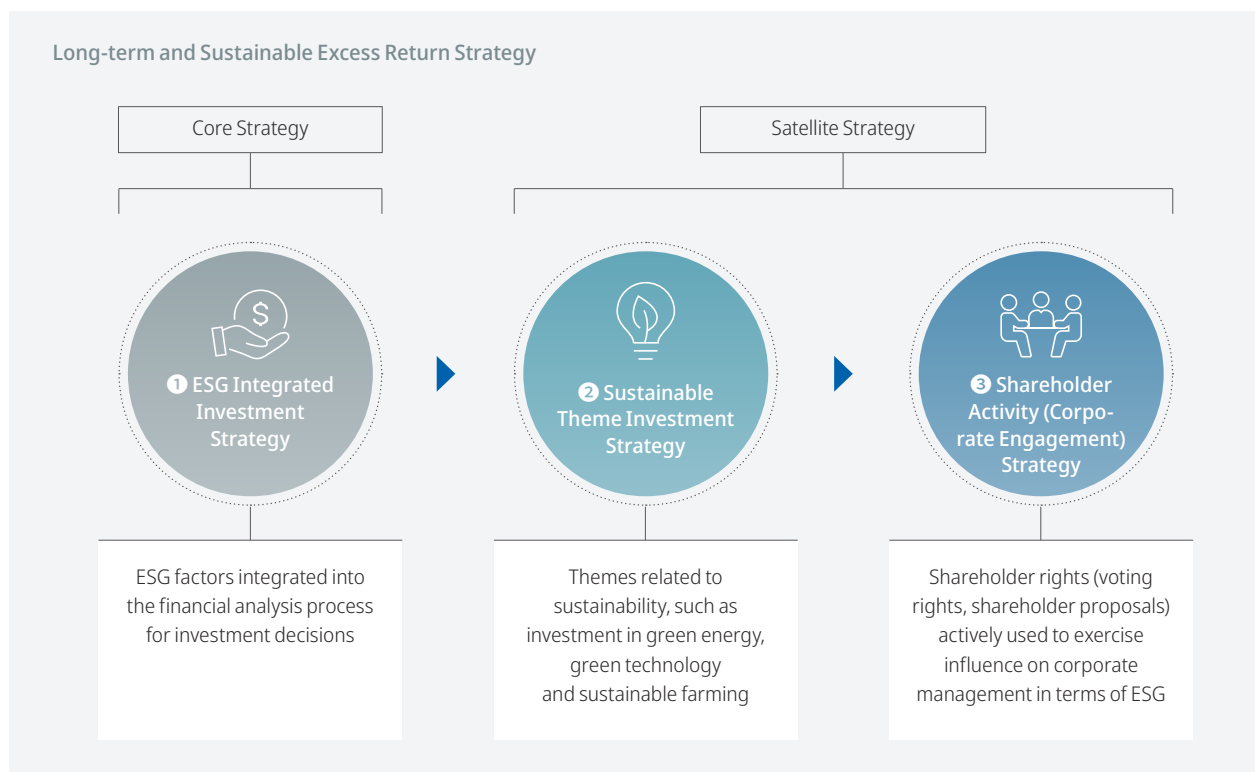 Long-term and Sustainable Excess Return Strategy
Core Strategy
Satellite Strategy
$
❶ ESG Integrated
Investment
Strategy
❷ Sustainable
Theme Investment
Strategy
❸ Shareholder
Activity (Corpo-
rate Engagement)
Strategy
ESG factors integrated into
the financial analysis process
for investment decisions
Themes related to
sustainability, such as
investment in green energy,
green technology
and sustainable farming
Shareholder rights (voting
rights, shareholder proposals)
actively used to exercise
influence on corporate
management in terms of ESG